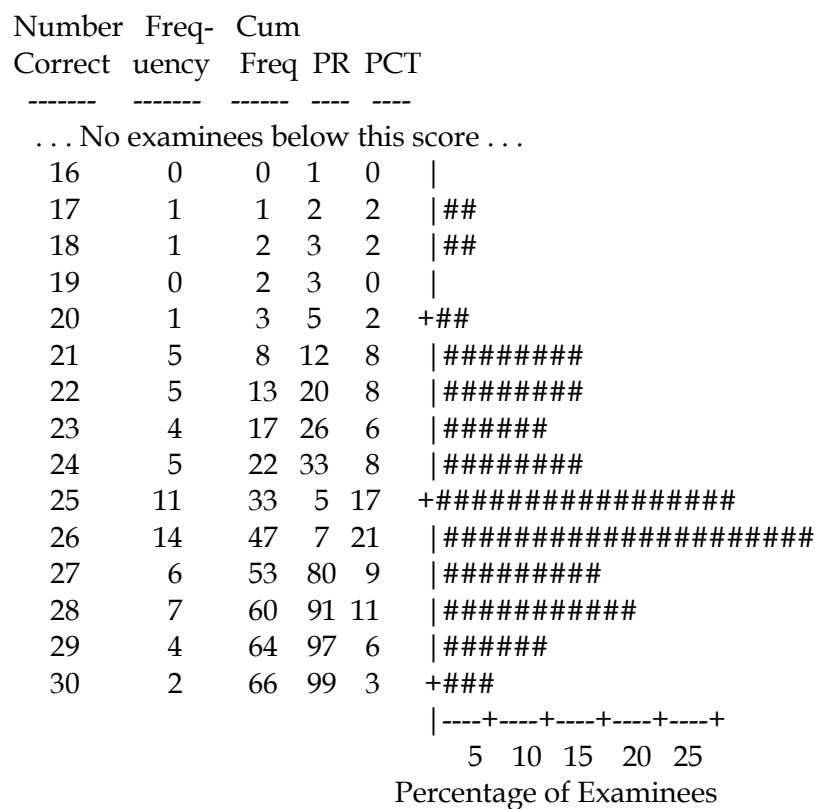 Number Freq- Cum
Correct uency Freq PR PCT
------- ------- ------ ---- ----
. . . No examinees below this score . . .
16 0 0 1 0 |
17 1 1 2 2 |##
18 1 2 3 2 |##
19 0 2 3 0 |
20 1 3 5 2 +##
21 5 8 12 8 |########
22 5 13 20 8 |########
23 4 17 26 6 |######
24 5 22 33 8 |########
25 11 33 5 17 +#################
26 14 47 7 21 |#####################
27 6 53 80 9 |#########
28 7 60 91 11 |###########
29 4 64 97 6 |######
30 2 66 99 3 +###
|----+----+----+----+----+
5 10 15 20 25
Percentage of Examinees